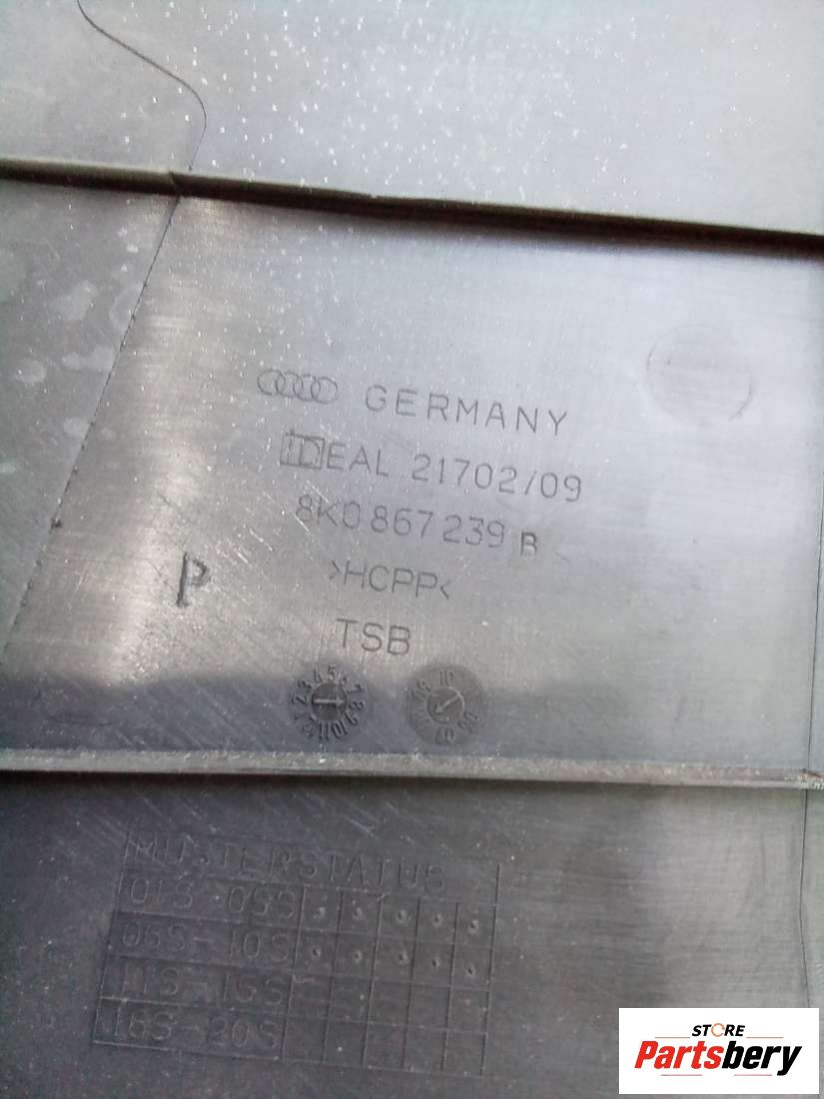 GERMANY
IDEAL 21702/09
8K0 867 239 B
>HCPP<
P
TSB
MUSTERSTATUS
01S-05S
06S-10S
11S-15S
16S-20S
STORE
Partsbery